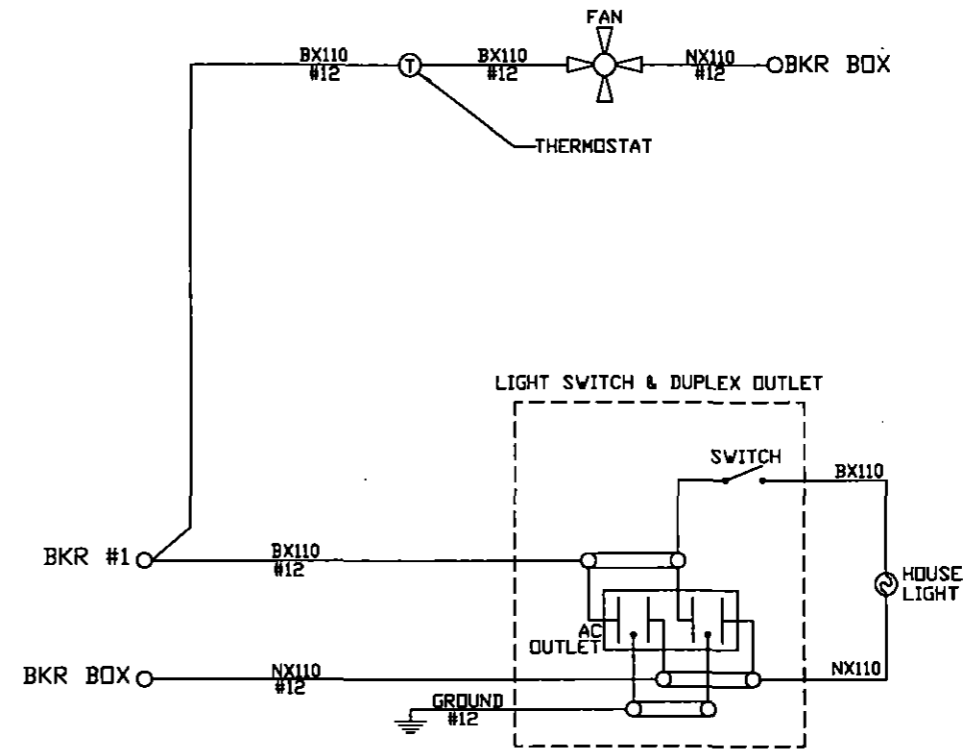 FAN
BX110
#12
T
BX110
#12
NX110
#12
BKR BOX
THERMOSTAT
LIGHT SWITCH & DUPLEX OUTLET
SWITCH
BX110
BKR #1
BX110
#12
HOUSE
LIGHT
AC
OUTLET
BKR BOX
NX110
#12
NX110
GROUND
#12